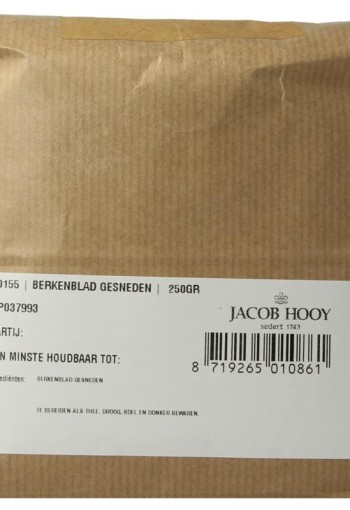 0155 | BERKENBLAD GESNEDEN | 250GR
P037993
ARTIJ:
N MINSTE HOUDBAAR TOT:
ediënten: BERKENBLAD GESNEDEN
TE BEREIDEN ALS THEE, DROOG, KOEL EN DONKER BEWAREN.
JACOB HOOY
sedert 1743
8 719265 010861